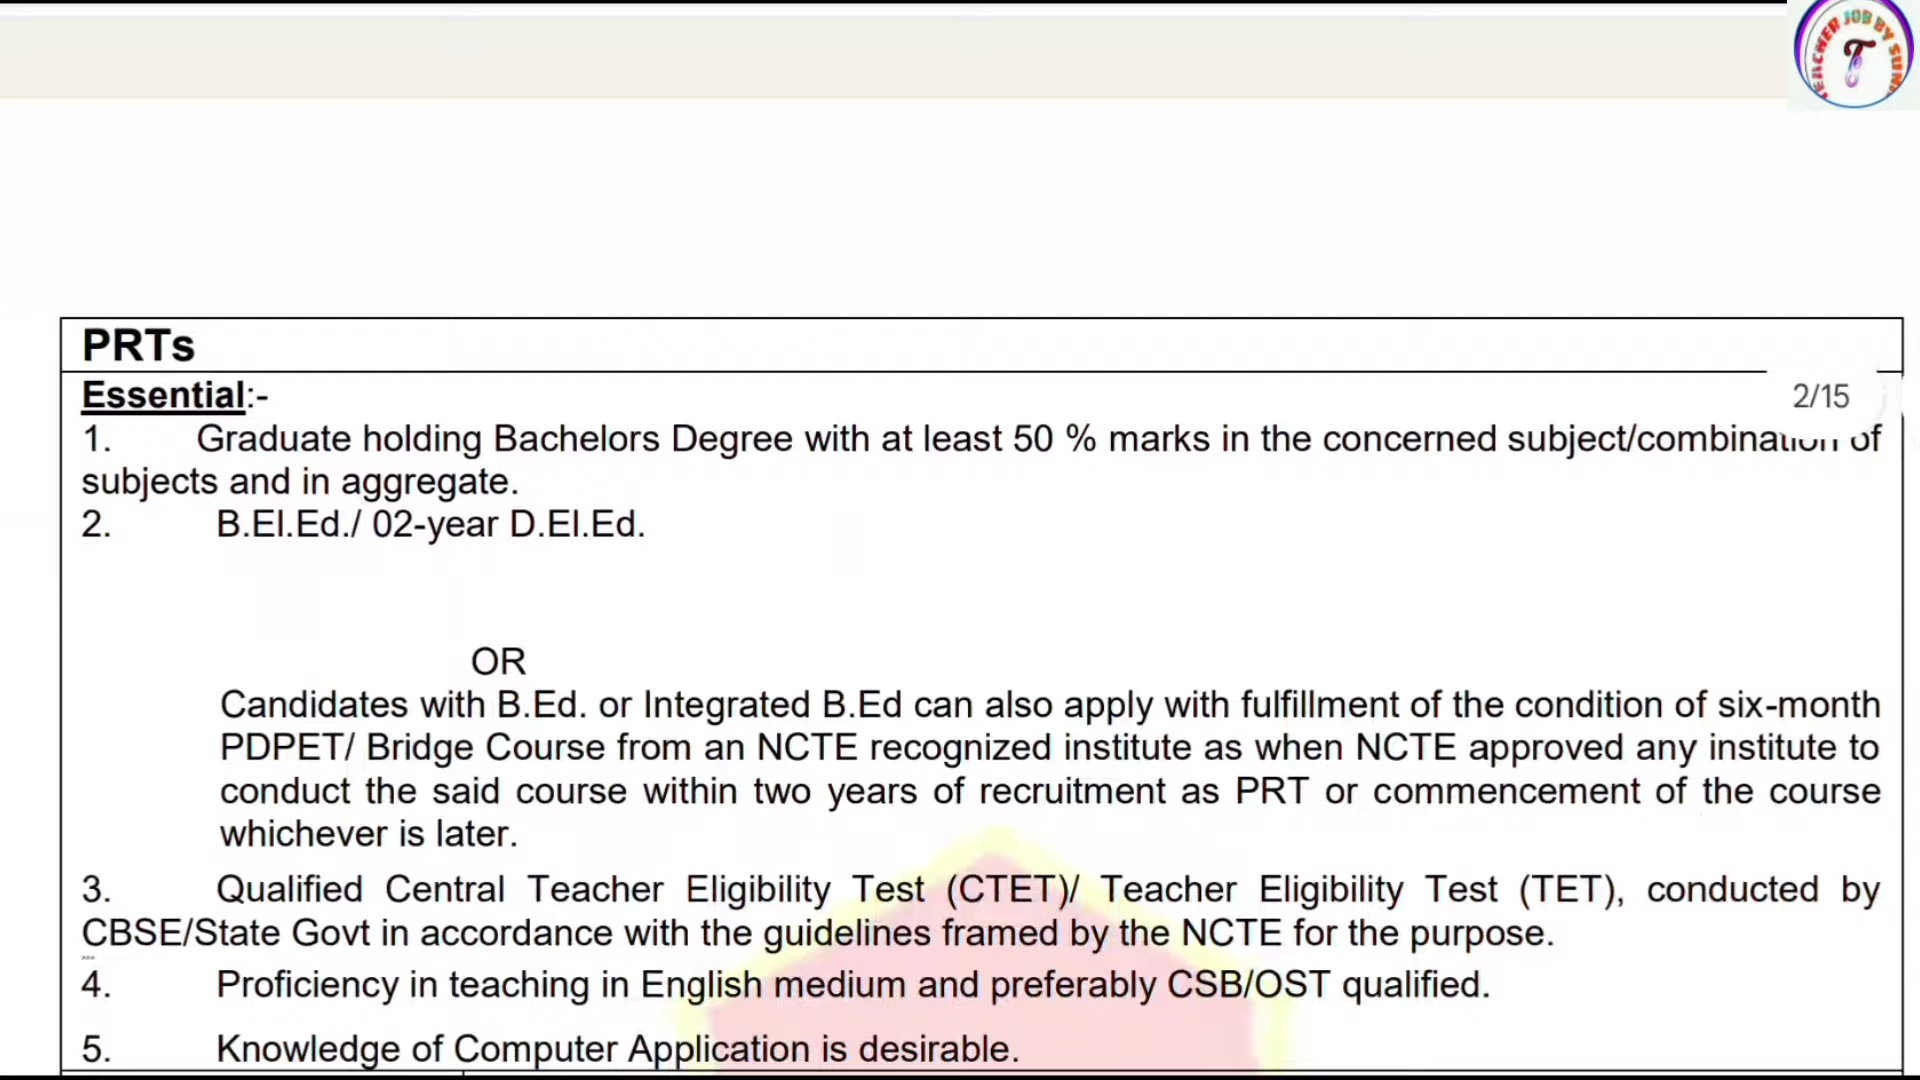 TEACHER JOB BY SUN
T
PRTs
Essential:-
2/15
1. Graduate holding Bachelors Degree with at least 50 % marks in the concerned subject/combination of
subjects and in aggregate.
2. B.El.Ed./ 02-year D.El.Ed.
OR
Candidates with B.Ed. or Integrated B.Ed can also apply with fulfillment of the condition of six-month
PDPET/ Bridge Course from an NCTE recognized institute as when NCTE approved any institute to
conduct the said course within two years of recruitment as PRT or commencement of the course
whichever is later.
3. Qualified Central Teacher Eligibility Test (CTET)/ Teacher Eligibility Test (TET), conducted by
CBSE/State Govt in accordance with the guidelines framed by the NCTE for the purpose.
4. Proficiency in teaching in English medium and preferably CSB/OST qualified.
5. Knowledge of Computer Application is desirable.